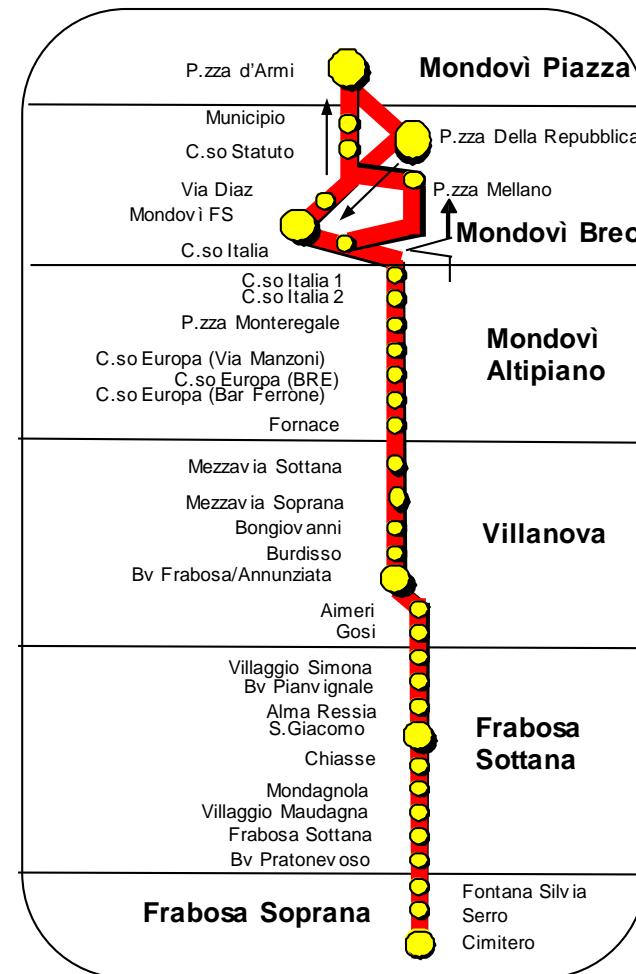 P.zza d'Armi
Mondovì Piazza
Municipio
P.zza Della Repubblica
C.so Statuto
Via Diaz
P.zza Mellano
Mondovì FS
Mondovì Breo
C.so Italia
C.so Italia 1
C.so Italia 2
P.zza Monteregale
Mondovì
Altipiano
C.so Europa (Via Manzoni)
C.so Europa (BRE)
C.so Europa (Bar Ferrone)
Fornace
Mezzavia Sottana
Mezzavia Soprana
Bongiovanni
Villanova
Burdisso
Bv Frabosa/Annunziata
Aimeri
Gosi
Villaggio Simona
Bv Pianvignale
Alma Ressia
S.Giacomo
Frabosa
Sottana
Chiasse
Mondagnola
Villaggio Maudagna
Frabosa Sottana
Bv Pratonevoso
Fontana Silvia
Frabosa Soprana
Serro
Cimitero